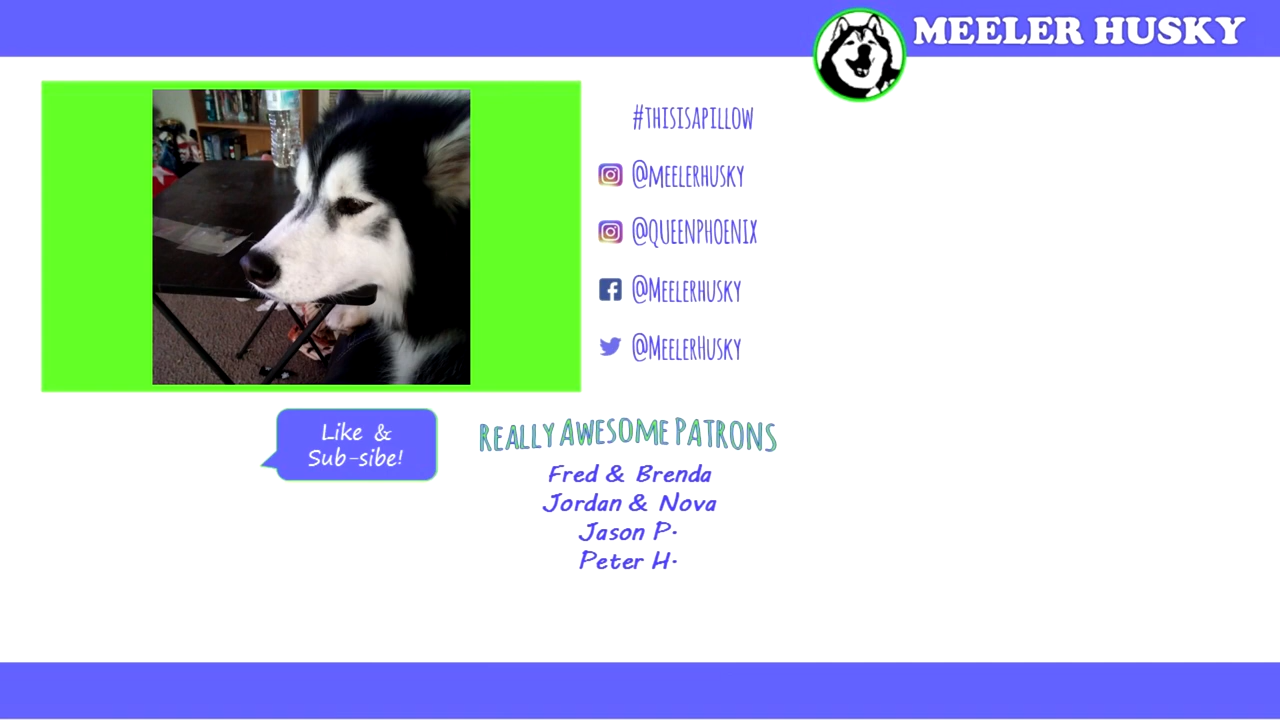 MEELER HUSKY
#THISISAPILLOW
@MEELERHUSKY
@QUEENPHOENIX
@MEELERHUSKY
@MEELERHUSKY
Like &
Sub-sibe!
REALLY AWESOME PATRONS
Fred & Brenda
Jordan & Nova
Jason P.
Peter H.